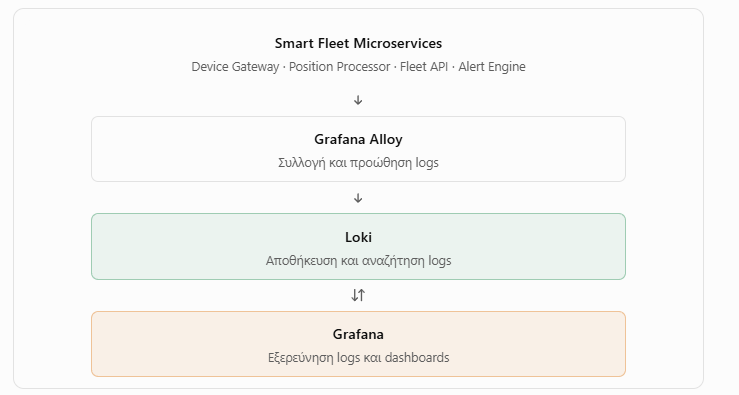 Smart Fleet Microservices
Device Gateway · Position Processor · Fleet API · Alert Engine
↓
Grafana Alloy
Συλλογή και προώθηση logs
↓
Loki
Αποθήκευση και αναζήτηση logs
↓↑
Grafana
Εξερεύνηση logs και dashboards